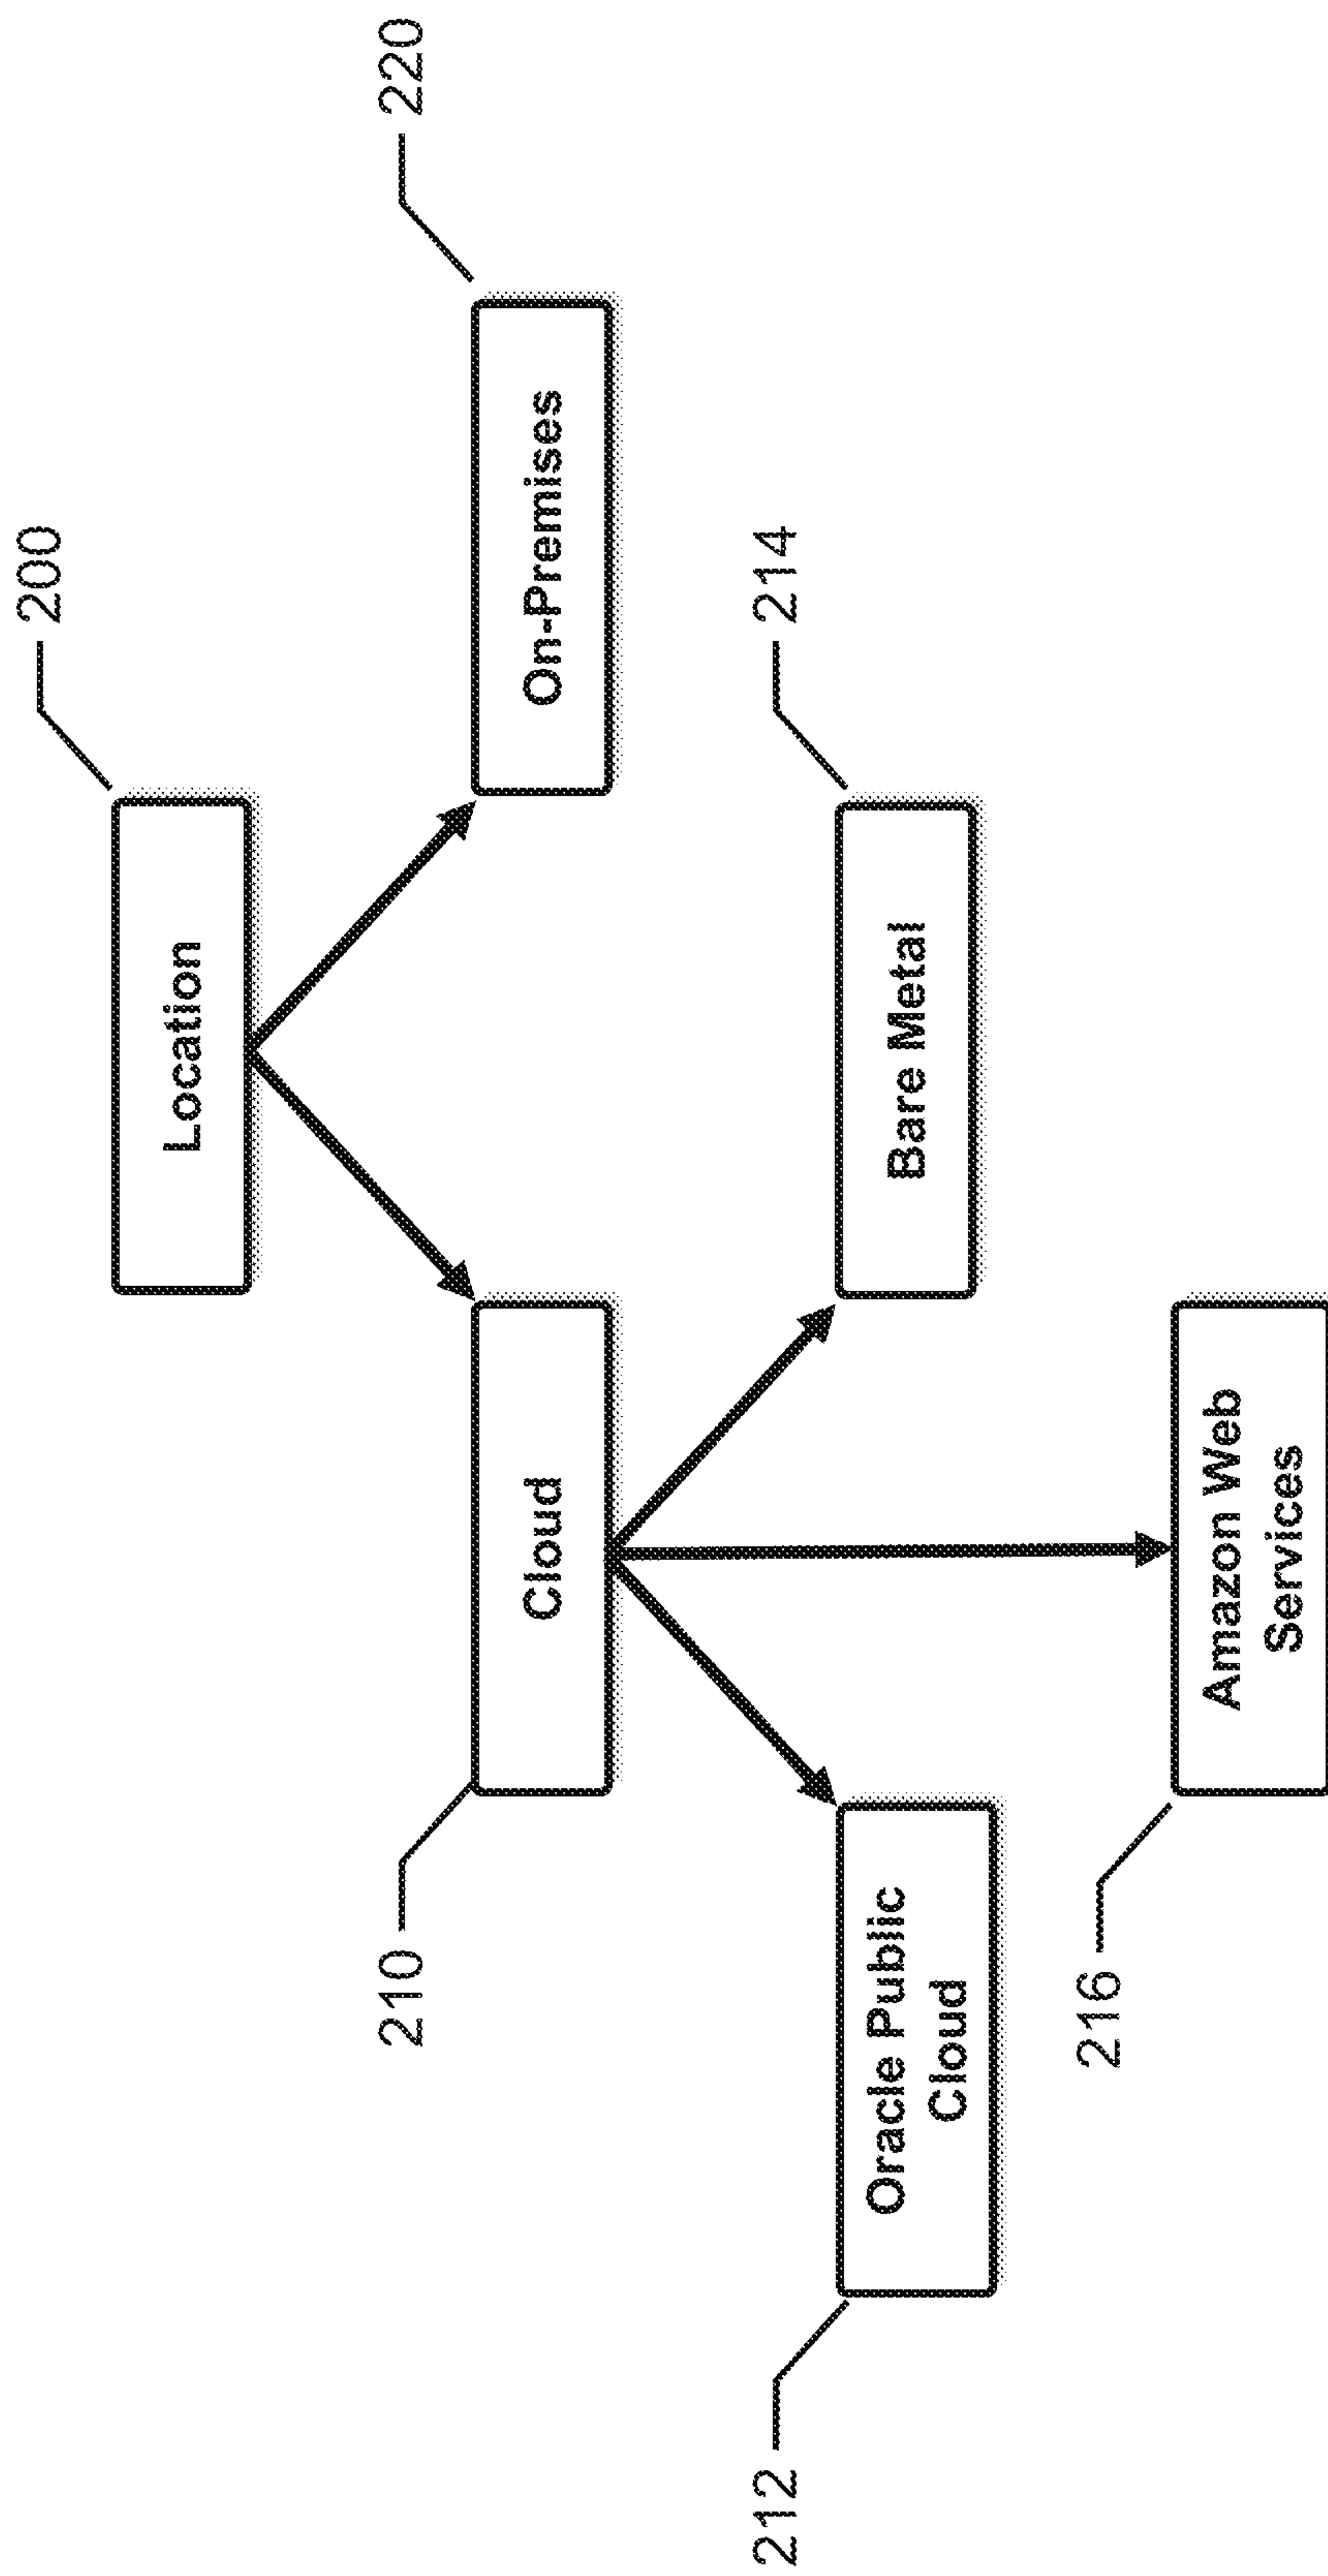 200
Location
210
Cloud
220
On-Premises
212
Oracle Public
Cloud
214
Bare Metal
216
Amazon Web
Services